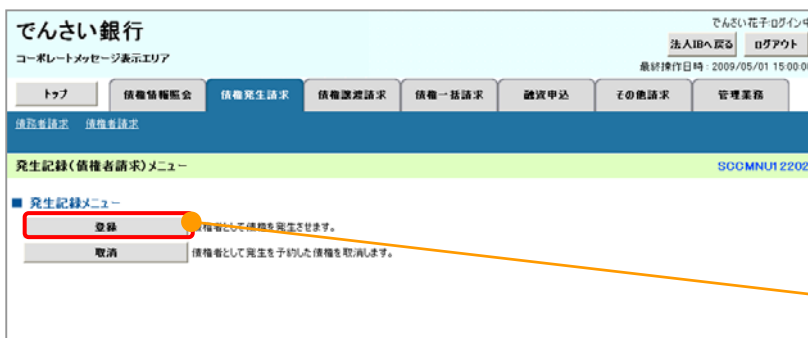 でんさい銀行
コーポレートメッセージ表示エリア
でんさい花子:ログイン中
法人IBへ戻る ログアウト
最終操作日時:2009/05/01 15:00:00
トップ 債権情報照会 債権発生請求 債権譲渡請求 債権一括請求 融資申込 その他請求 管理業務
債務者請求 債権者請求
発生記録(債権者請求)メニュー SCCMNU12202
■ 発生記録メニュー
登録 債権者として債権を発生させます。
取消 債権者として発生を予約した債権を取消します。